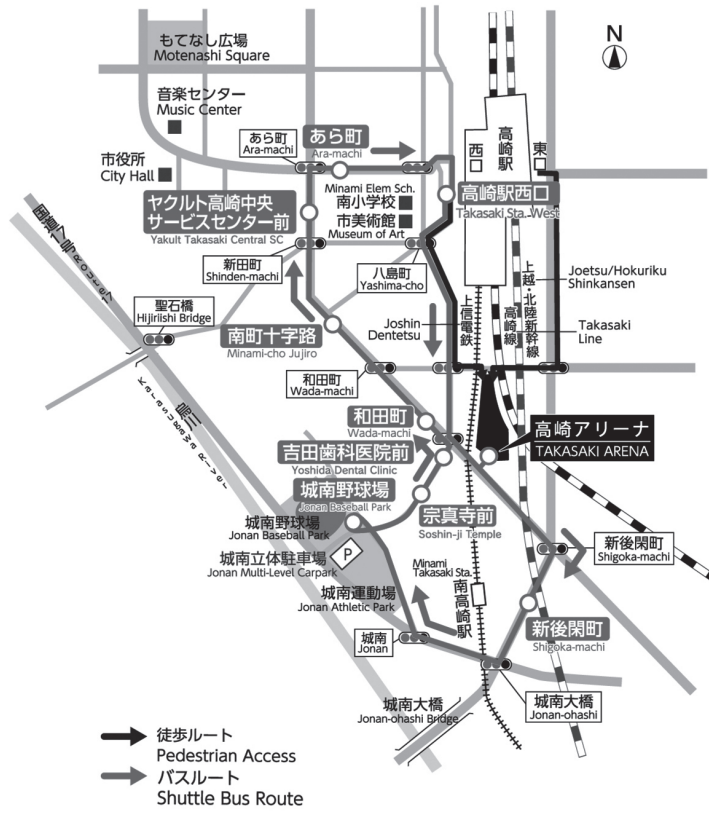 もてなし広場
Motenashi Square
N
音楽センター
Music Center
市役所
City Hall
あら町
Ara-machi
あら町
Ara-machi
西口
高崎駅
東口
Minami Elem Sch.
南小学校
市美術館
Museum of Art
高崎駅西口
Takasaki Sta. West
ヤクルト高崎中央
サービスセンター前
Yakult Takasaki Central SC
国道17号
Route17
新田町
Shinden-machi
八島町
Yashima-cho
上越・北陸新幹線
Joetsu/Hokuriku
Shinkansen
聖石橋
Hijiriishi Bridge
南町十字路
Minami-cho Jujiro
Joshin
Dentetsu
上信電鉄
高崎線
Takasaki
Line
和田町
Wada-machi
烏川
Karasugawa River
和田町
Wada-machi
高崎アリーナ
TAKASAKI ARENA
吉田歯科医院前
Yoshida Dental Clinic
城南野球場
Jonan Baseball Park
宗真寺前
Soshin-ji Temple
城南野球場
Jonan Baseball Park
P
城南立体駐車場
Jonan Multi-Level Carpark
新後閑町
Shigoka-machi
Minami
Takasaki Sta.
南高崎駅
城南運動場
Jonan Athletic Park
新後閑町
Shigoka-machi
城南
Jonan
城南大橋
Jonan-ohashi Bridge
城南大橋
Jonan-ohashi
徒歩ルート
Pedestrian Access
バスルート
Shuttle Bus Route